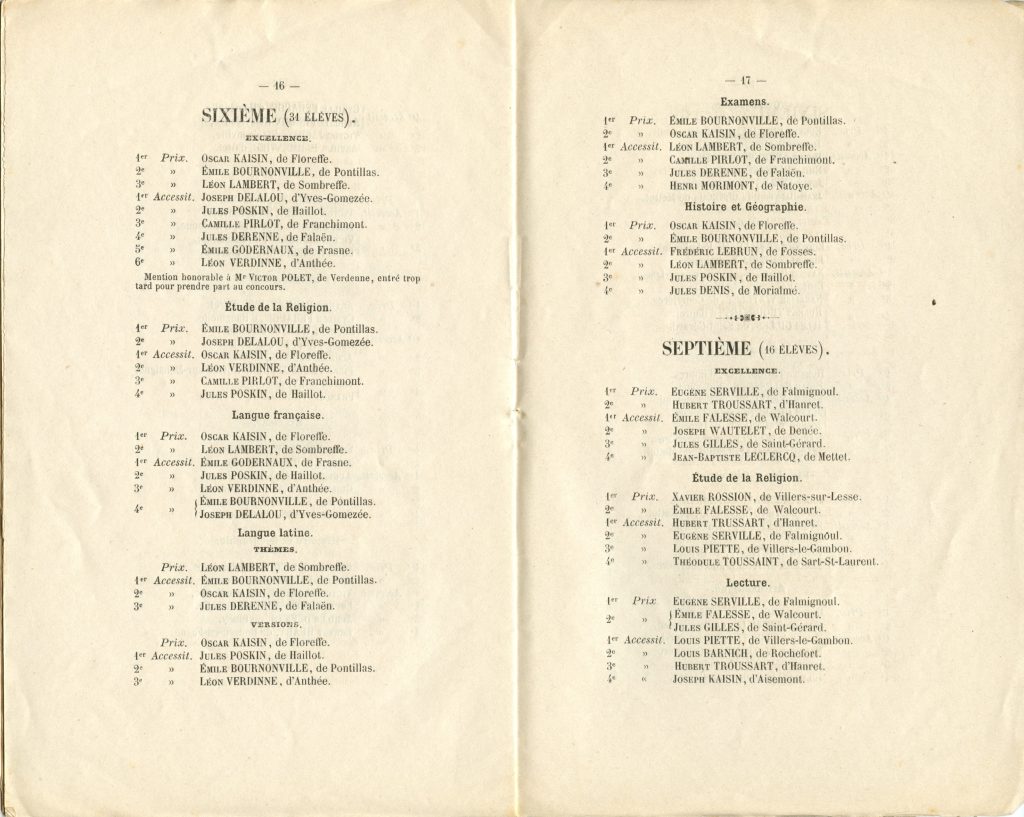 — 16 —
SIXIÈME (31 ÉLÈVES).
EXCELLENCE.
1er Prix. OSCAR KAISIN, de Floreffe.
2e » ÉMILE BOURNONVILLE, de Pontillas.
3e » LÉON LAMBERT, de Sombreffe.
1er Accessit. JOSEPH DELALOU, d'Yves-Gomezée.
2e » JULES POSKIN, de Haillot.
3e » CAMILLE PIRLOT, de Franchimont.
4e » JULES DERENNE, de Falaën.
5e » ÉMILE GODERNAUX, de Frasne.
6e » LÉON VERDINNE, d'Anthée.
Mention honorable à Mr VICTOR POLET, de Verdenne, entré trop
tard pour prendre part au concours.
Étude de la Religion.
1er Prix. ÉMILE BOURNONVILLE, de Pontillas.
2e » JOSEPH DELALOU, d'Yves-Gomezée.
1er Accessit. OSCAR KAISIN, de Floreffe.
2e » LÉON VERDINNE, d'Anthée.
3e » CAMILLE PIRLOT, de Franchimont.
4e » JULES POSKIN, de Haillot.
Langue française.
1er Prix. OSCAR KAISIN, de Floreffe.
2e » LÉON LAMBERT, de Sombreffe.
1er Accessit. ÉMILE GODERNAUX, de Frasne.
2e » JULES POSKIN, de Haillot.
3e » LÉON VERDINNE, d'Anthée.
4e » ÉMILE BOURNONVILLE, de Pontillas.
JOSEPH DELALOU, d'Yves-Gomezée.
Langue latine.
THÈMES.
Prix. LÉON LAMBERT, de Sombreffe.
1er Accessit. ÉMILE BOURNONVILLE, de Pontillas.
2e » OSCAR KAISIN, de Floreffe.
3e » JULES DERENNE, de Falaën.
VERSIONS.
Prix. OSCAR KAISIN, de Floreffe.
1er Accessit. JULES POSKIN, de Haillot.
2e » ÉMILE BOURNONVILLE, de Pontillas.
3e » LÉON VERDINNE, d'Anthée.
— 17 —
Examens.
1er Prix. ÉMILE BOURNONVILLE, de Pontillas.
2e » OSCAR KAISIN, de Floreffe.
1er Accessit. LÉON LAMBERT, de Sombreffe.
2e » CAMILLE PIRLOT, de Franchimont.
3e » JULES DERENNE, de Falaën.
4e » HENRI MORIMONT, de Natoye.
Histoire et Géographie.
1er Prix. OSCAR KAISIN, de Floreffe.
2e » ÉMILE BOURNONVILLE, de Pontillas.
1er Accessit. FRÉDÉRIC LEBRUN, de Fosses.
2e » LÉON LAMBERT, de Sombreffe.
3e » JULES POSKIN, de Haillot.
4e » JULES DENIS, de Morialmé.
SEPTIÈME (16 ÉLÈVES).
EXCELLENCE.
1er Prix. EUGÈNE SERVILLE, de Falmignoul.
2e » HUBERT TROUSSART, d'Hanret.
1er Accessit. ÉMILE FALESSE, de Walcourt.
2e » JOSEPH WAUTELET, de Denée.
3e » JULES GILLES, de Saint-Gérard.
4e » JEAN-BAPTISTE LECLERCQ, de Mettet.
Étude de la Religion.
1er Prix. XAVIER ROSSION, de Villers-sur-Lesse.
2e » ÉMILE FALESSE, de Walcourt.
1er Accessit. HUBERT TRUSSART, d'Hanret.
2e » EUGÈNE SERVILLE, de Falmignoul.
3e » LOUIS PIETTE, de Villers-le-Gambon.
4e » THÉODULE TOUSSAINT, de Sart-St-Laurent.
Lecture.
1er Prix EUGÈNE SERVILLE, de Falmignoul.
2e » ÉMILE FALESSE, de Walcourt.
JULES GILLES, de Saint-Gérard.
1er Accessit. LOUIS PIETTE, de Villers-le-Gambon.
2e » LOUIS BARNICH, de Rochefort.
3e » HUBERT TROUSSART, d'Hanret.
4e « JOSEPH KAISIN, d'Aisemont.